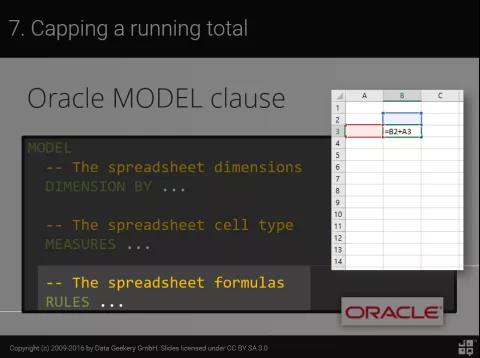 7. Capping a running total
Oracle MODEL clause
MODEL
-- The spreadsheet dimensions
DIMENSION BY ...
-- The spreadsheet cell type
MEASURES ...
-- The spreadsheet formulas
RULES ...
A B C
1
2
3 =B2+A3
4
5
6
7
8
9
10
11
12
13
14
ORACLE
Copyright (c) 2009-2016 by Data Geekery GmbH. Slides licensed under CC BY SA 3.0